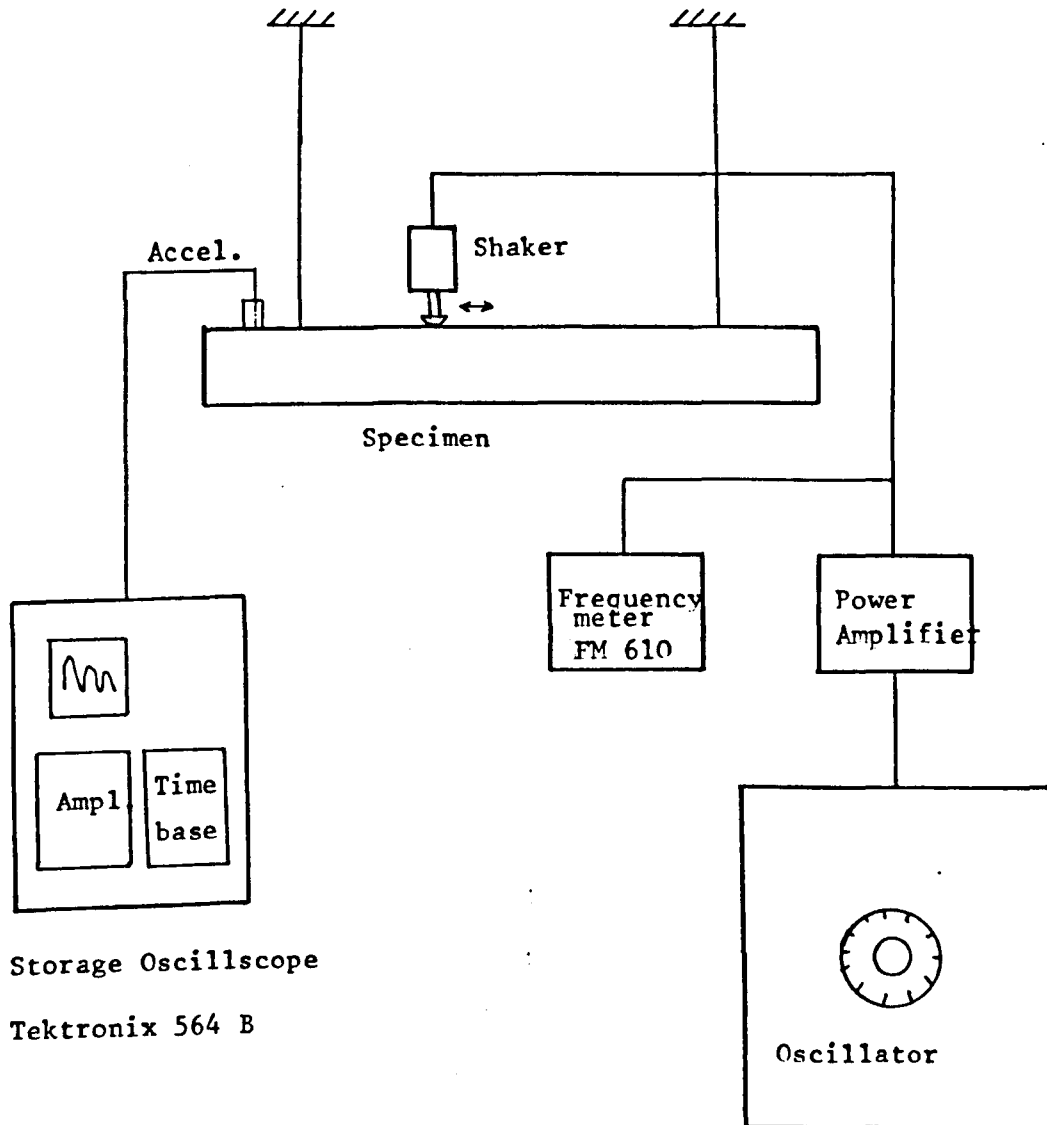 Accel.
Shaker
Specimen
Frequency
meter
FM 610
Power
Amplifier
Ampl
Time
base
Storage Oscillscope
Tektronix 564 B
Oscillator